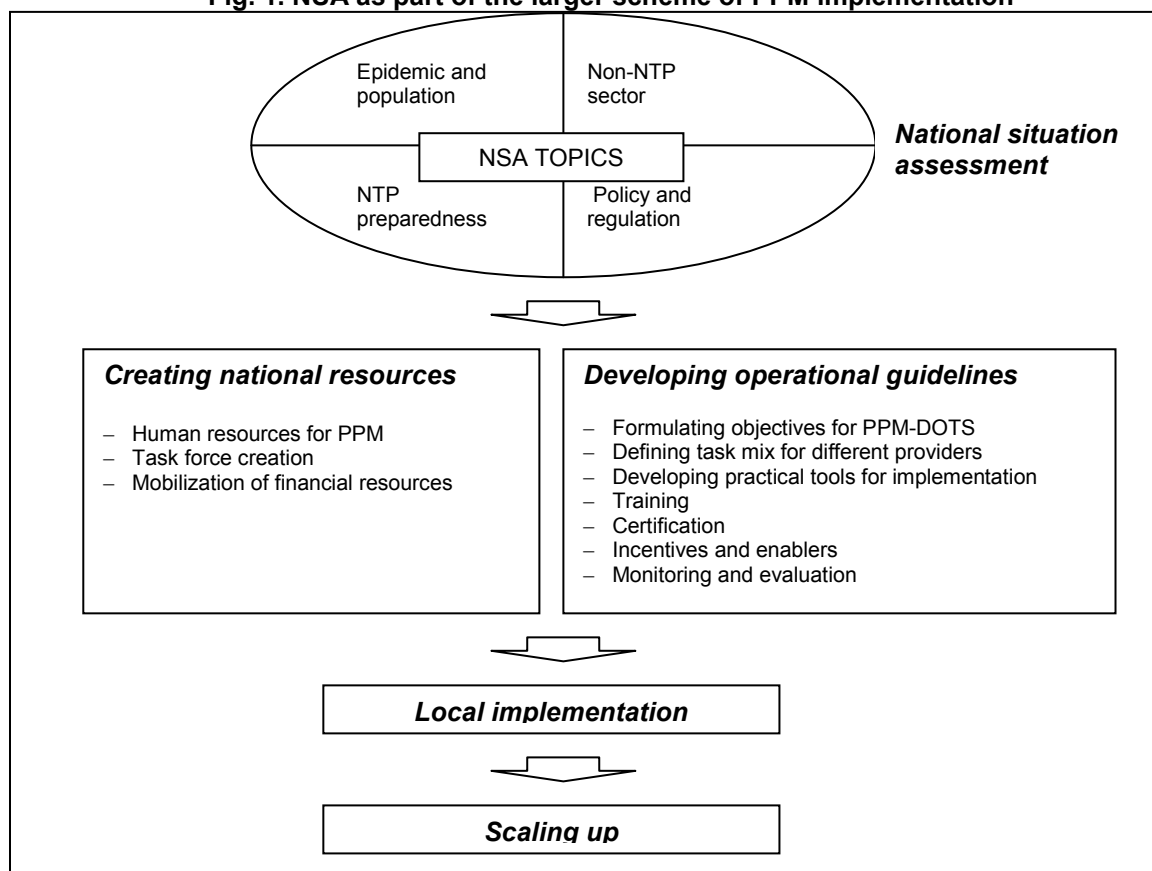 Fig. 1. NSA as part of the larger scheme of PPM implementation
Epidemic and
population
Non-NTP
sector
NSA TOPICS
NTP
preparedness
Policy and
regulation
National situation
assessment
Creating national resources
– Human resources for PPM
– Task force creation
– Mobilization of financial resources
Developing operational guidelines
– Formulating objectives for PPM-DOTS
– Defining task mix for different providers
– Developing practical tools for implementation
– Training
– Certification
– Incentives and enablers
– Monitoring and evaluation
Local implementation
Scaling up